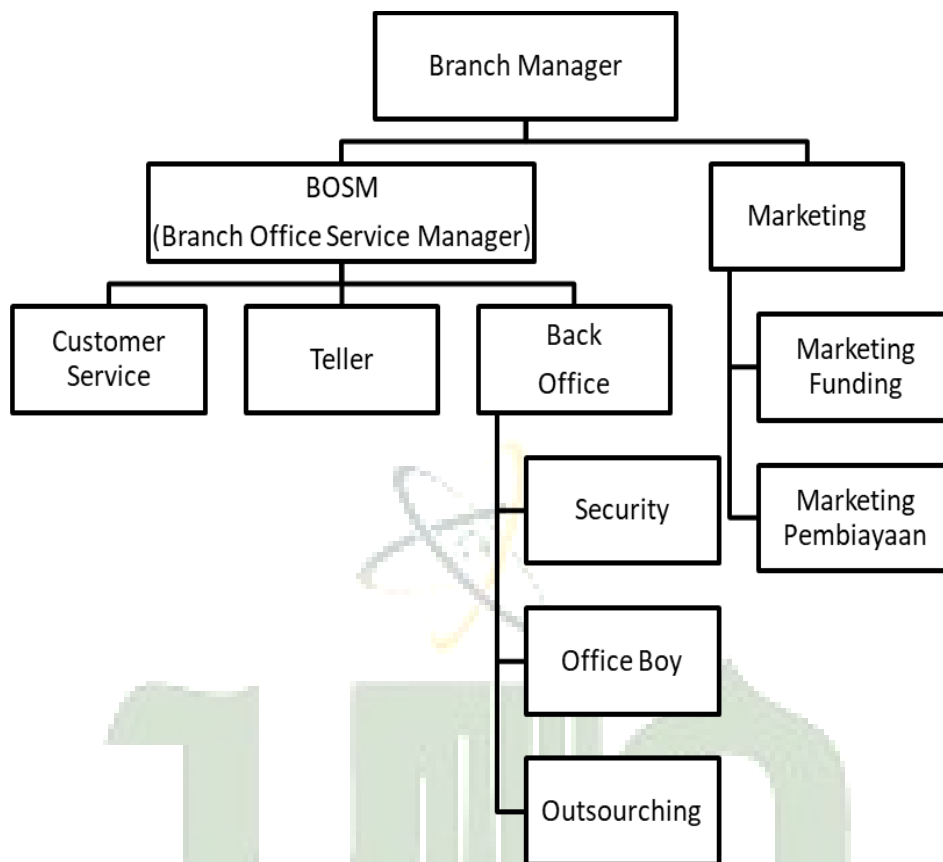 Branch Manager
BOSM
(Branch Office Service Manager)
Marketing
Customer
Service
Teller
Back
Office
Marketing
Funding
Security
Marketing
Pembiayaan
Office Boy
Outsourching